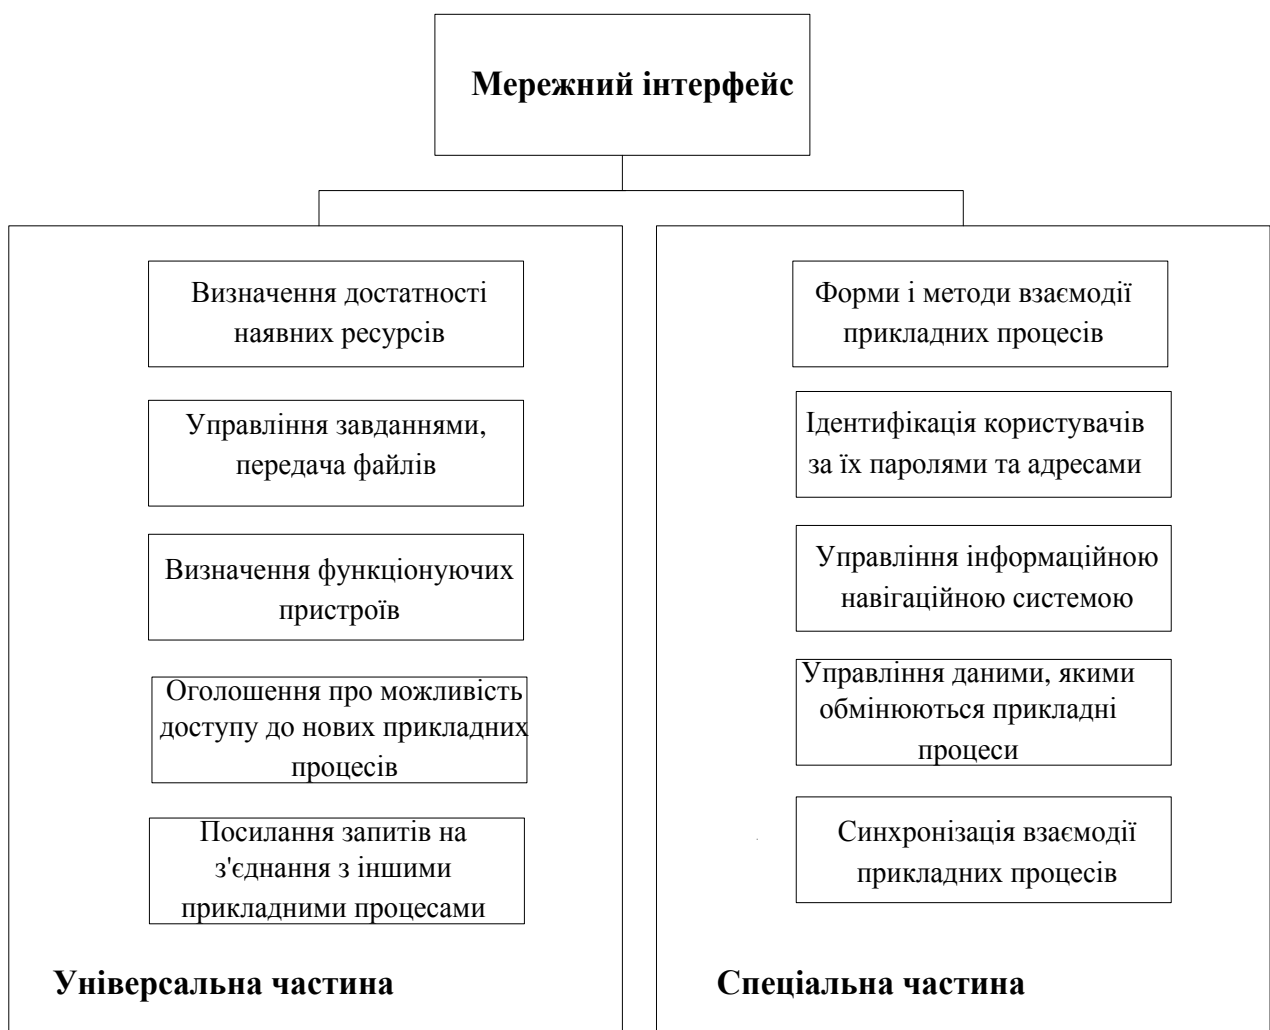 Мережний інтерфейс
Визначення достатності
наявних ресурсів
Управління завданнями,
передача файлів
Визначення функціонуючих
пристроїв
Оголошення про можливість
доступу до нових прикладних
процесів
Посилання запитів на
з'єднання з іншими
прикладними процесами
Універсальна частина
Форми і методи взаємодії
прикладних процесів
Ідентифікація користувачів
за їх паролями та адресами
Управління інформаційною
навігаційною системою
Управління даними, якими
обмінюються прикладні
процеси
Синхронізація взаємодії
прикладних процесів
Спеціальна частина